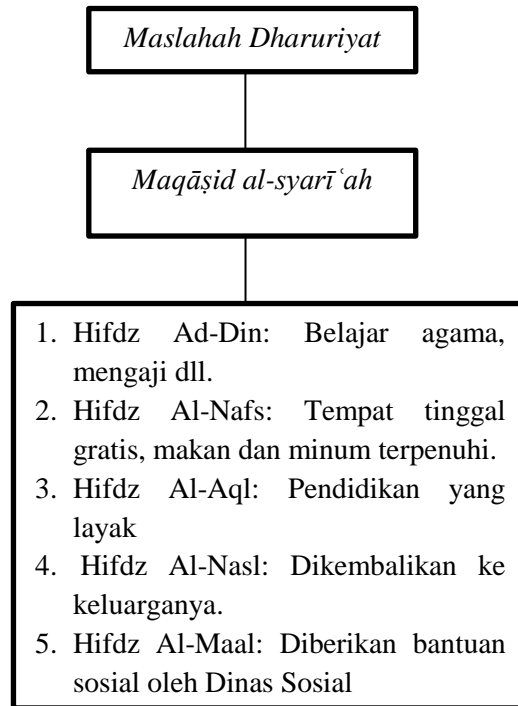 Maslahah Dharuriyat
Maqāṣid al-syarīʿah
1. Hifdz Ad-Din: Belajar agama,
mengaji dll.
2. Hifdz Al-Nafs: Tempat tinggal
gratis, makan dan minum terpenuhi.
3. Hifdz Al-Aql: Pendidikan yang
layak
4. Hifdz Al-Nasl: Dikembalikan ke
keluarganya.
5. Hifdz Al-Maal: Diberikan bantuan
sosial oleh Dinas Sosial